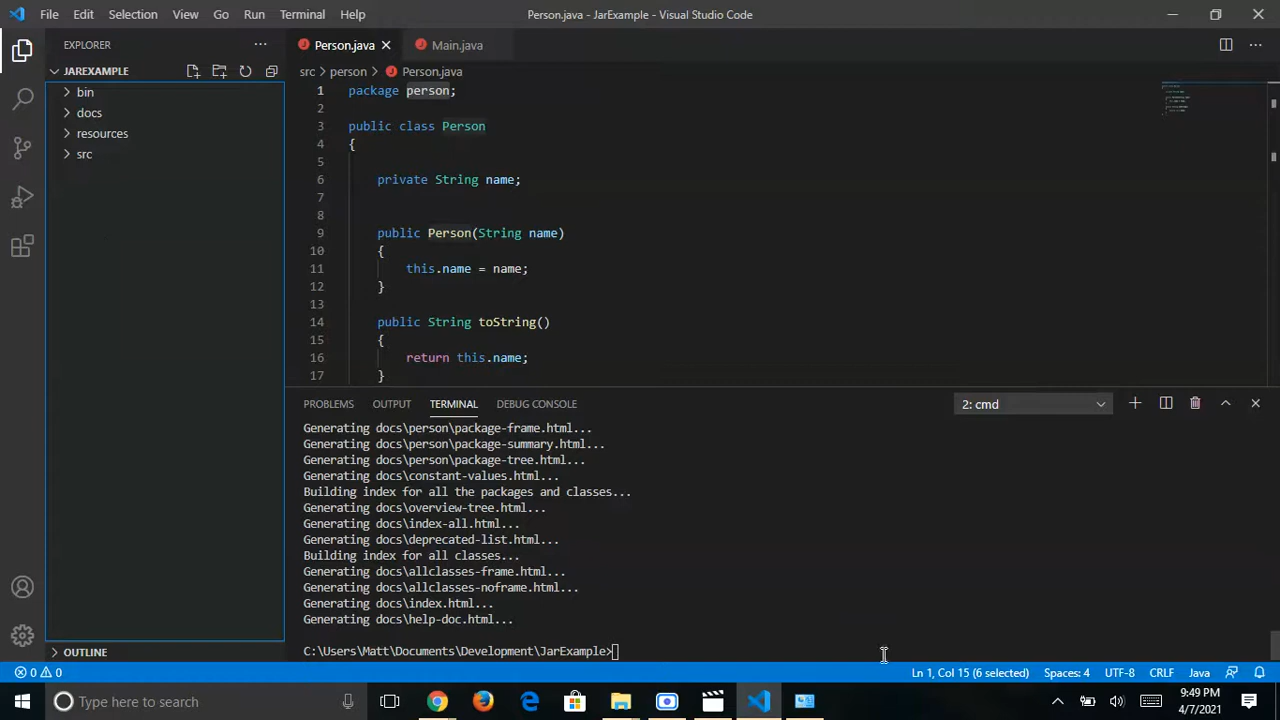 File Edit Selection View Go Run Terminal Help
Person.java - JarExample - Visual Studio Code
EXPLORER
JAREXAMPLE
bin
docs
resources
src
OUTLINE
Person.java
Main.java
src > person > Person.java
1 package person;
2
3 public class Person
4 {
5
6 private String name;
7
8
9 public Person(String name)
10 {
11 this.name = name;
12 }
13
14 public String toString()
15 {
16 return this.name;
17 }
PROBLEMS OUTPUT TERMINAL DEBUG CONSOLE
2: cmd
Generating docs\person\package-frame.html...
Generating docs\person\package-summary.html...
Generating docs\person\package-tree.html...
Generating docs\constant-values.html...
Building index for all the packages and classes...
Generating docs\overview-tree.html...
Generating docs\index-all.html...
Generating docs\deprecated-list.html...
Building index for all classes...
Generating docs\allclasses-frame.html...
Generating docs\allclasses-noframe.html...
Generating docs\index.html...
Generating docs\help-doc.html...
C:\Users\Matt\Documents\Development\JarExample>
0 0
Ln 1, Col 15 (6 selected) Spaces: 4 UTF-8 CRLF Java
Type here to search
9:49 PM
4/7/2021